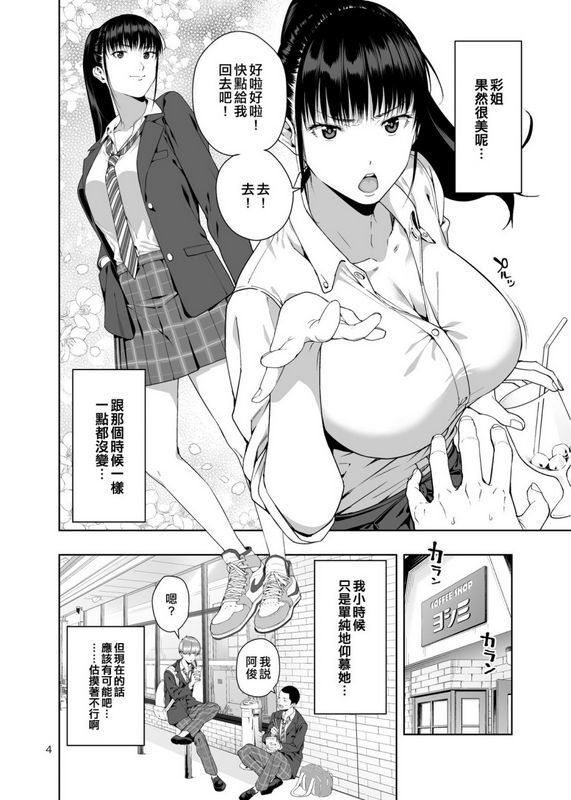 彩姐
果然很美呢…
好啦好啦！
快點給我
回去吧！
去！
去！
プルッ
跟那個時候一樣
一點都沒變…
カラン
カラン
COFFEE SHOP
ヨシミ
我小時候
只是單純地仰慕她…
我說
阿俊
嗯？
但現在的話
應該有可能吧…
……估摸著不行啊
4